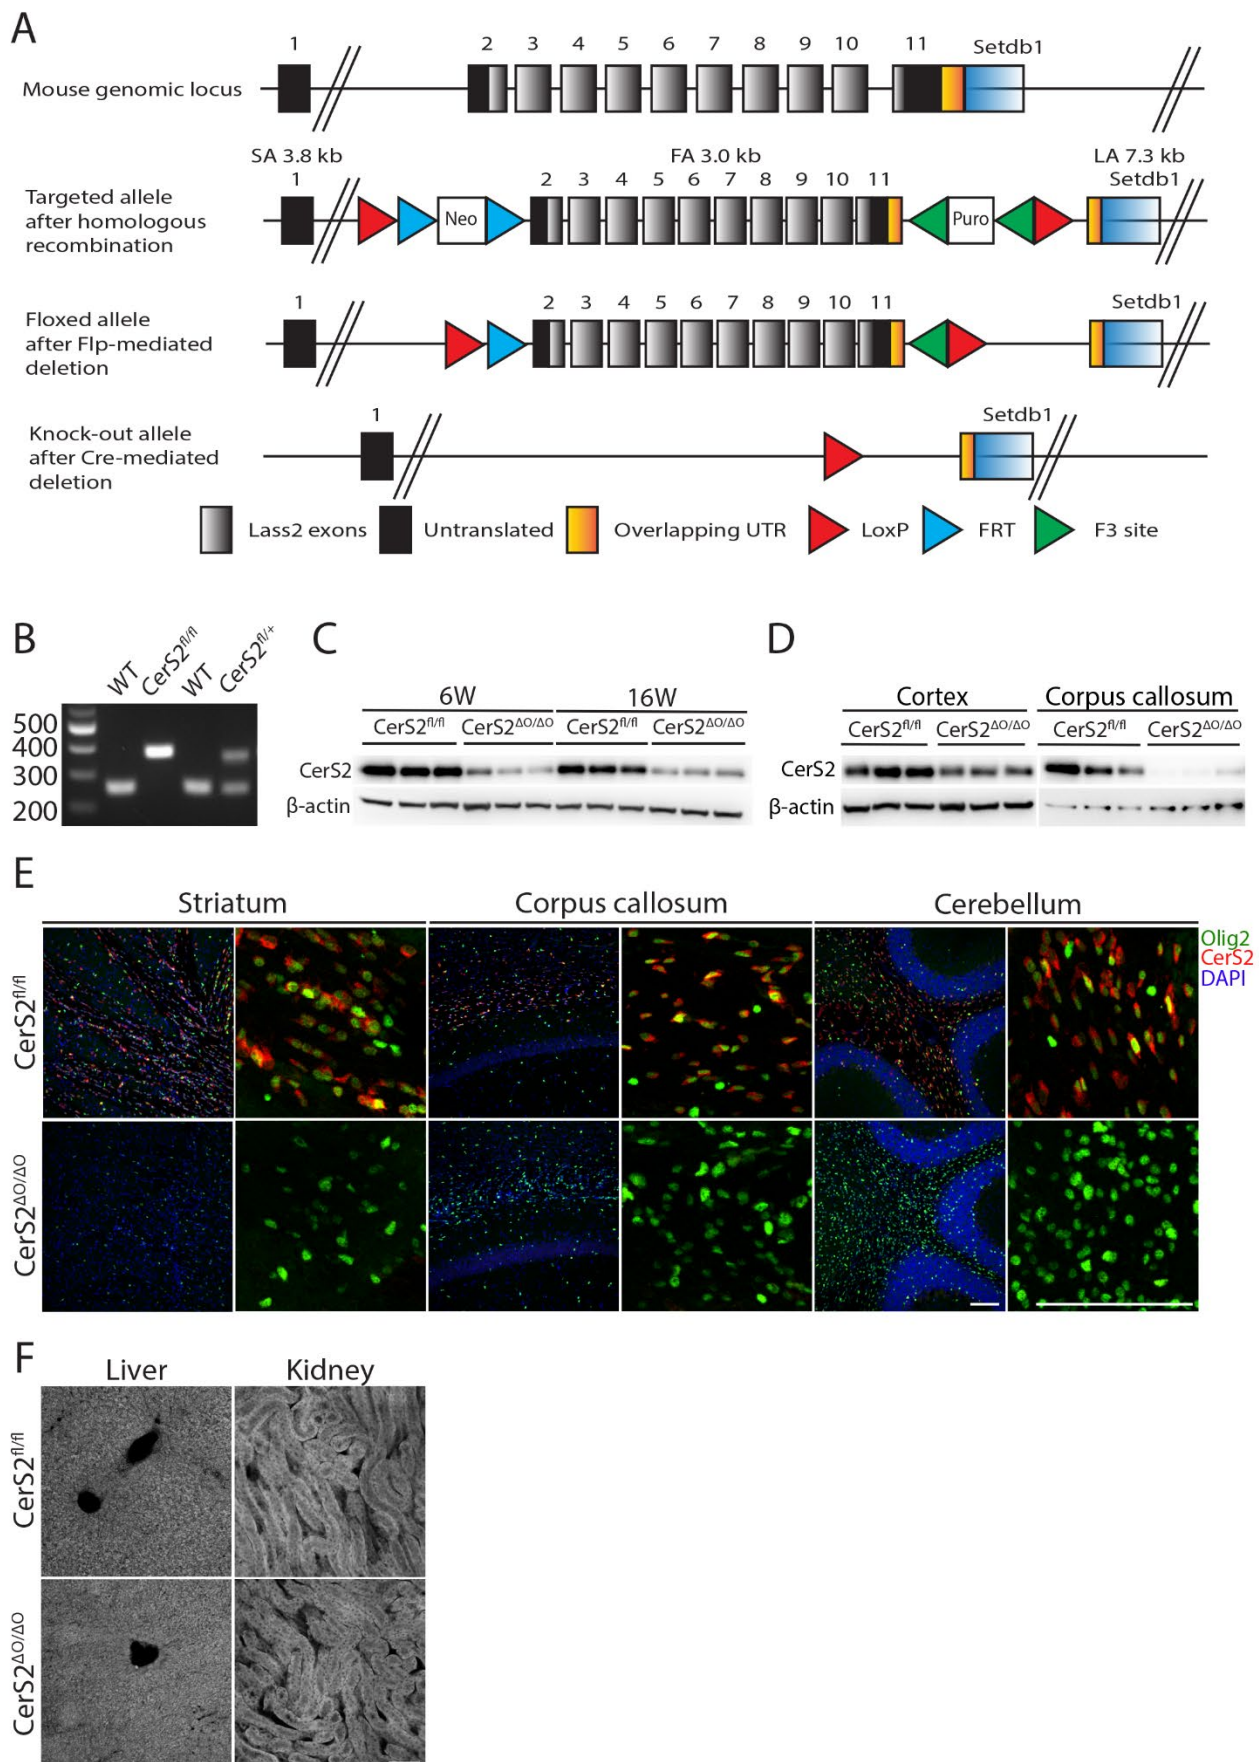 A
1 2 3 4 5 6 7 8 9 10 11 Setdb1
Mouse genomic locus
SA 3.8 kb FA 3.0 kb LA 7.3 kb
1 2 3 4 5 6 7 8 9 10 11 Setdb1
Targeted allele
after homologous
recombination
Neo Puro
1 2 3 4 5 6 7 8 9 10 11 Setdb1
Floxed allele
after Flp-mediated
deletion
1 Setdb1
Knock-out allele
after Cre-mediated
deletion
Lass2 exons Untranslated Overlapping UTR LoxP FRT F3 site
B
WT CerS2fl/fl WT CerS2fl/+
500
400
300
200
C
6W 16W
CerS2fl/fl CerS2ΔO/ΔO CerS2fl/fl CerS2ΔO/ΔO
CerS2
β-actin
D
Cortex Corpus callosum
CerS2fl/fl CerS2ΔO/ΔO CerS2fl/fl CerS2ΔO/ΔO
CerS2
β-actin
E
Striatum Corpus callosum Cerebellum
Olig2
CerS2
DAPI
CerS2fl/fl
CerS2ΔO/ΔO
F
Liver Kidney
CerS2fl/fl
CerS2ΔO/ΔO